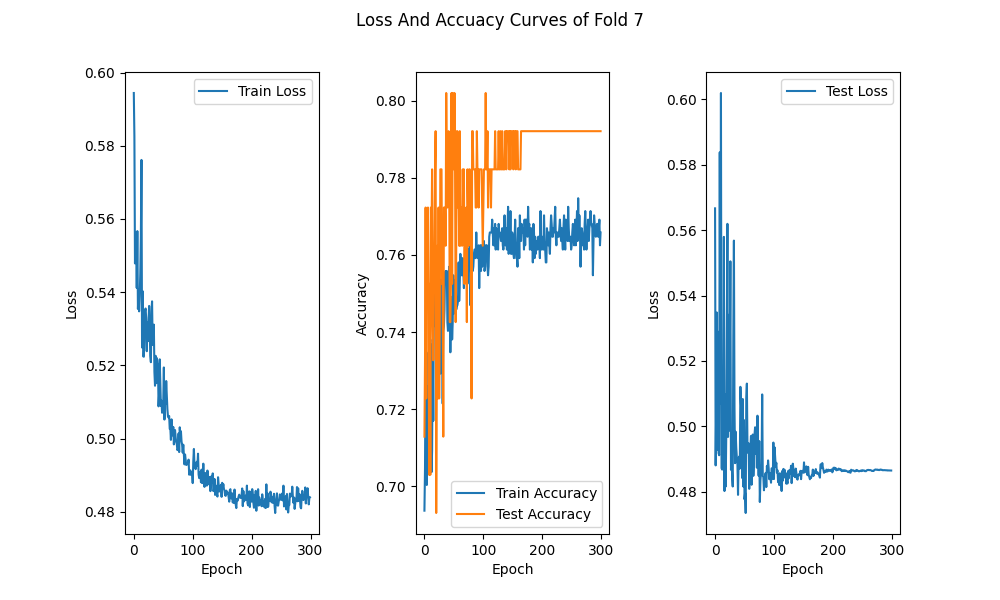 Loss And Accuacy Curves of Fold 7
Train Loss
0.60
0.58
0.56
0.54
0.52
0.50
0.48
Loss
0 100 200 300
Epoch
0.80
0.78
0.76
0.74
0.72
0.70
Accuracy
Train Accuracy
Test Accuracy
0 100 200 300
Epoch
Test Loss
0.60
0.58
0.56
0.54
0.52
0.50
0.48
Loss
0 100 200 300
Epoch